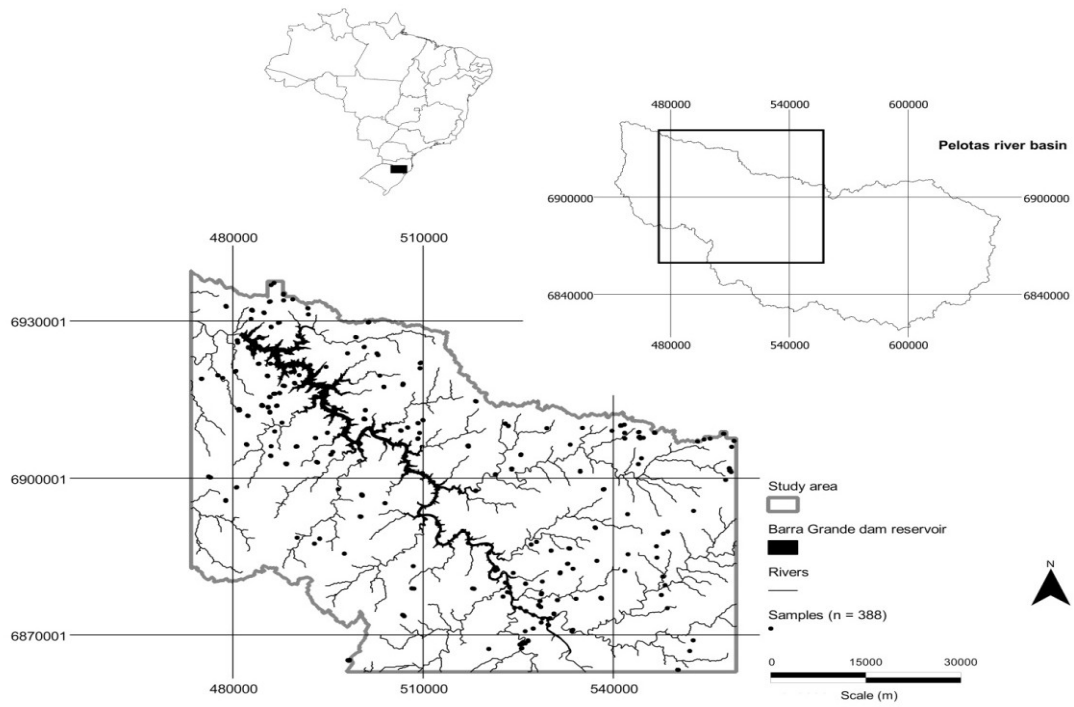 480000 540000 600000
Pelotas river basin
6900000 6900000
6840000 6840000
480000 540000 600000
480000 510000
6930001
6900001
6870001
480000 510000 540000
Study area
Barra Grande dam reservoir
Rivers
Samples (n = 388)
N
0 15000 30000
Scale (m)